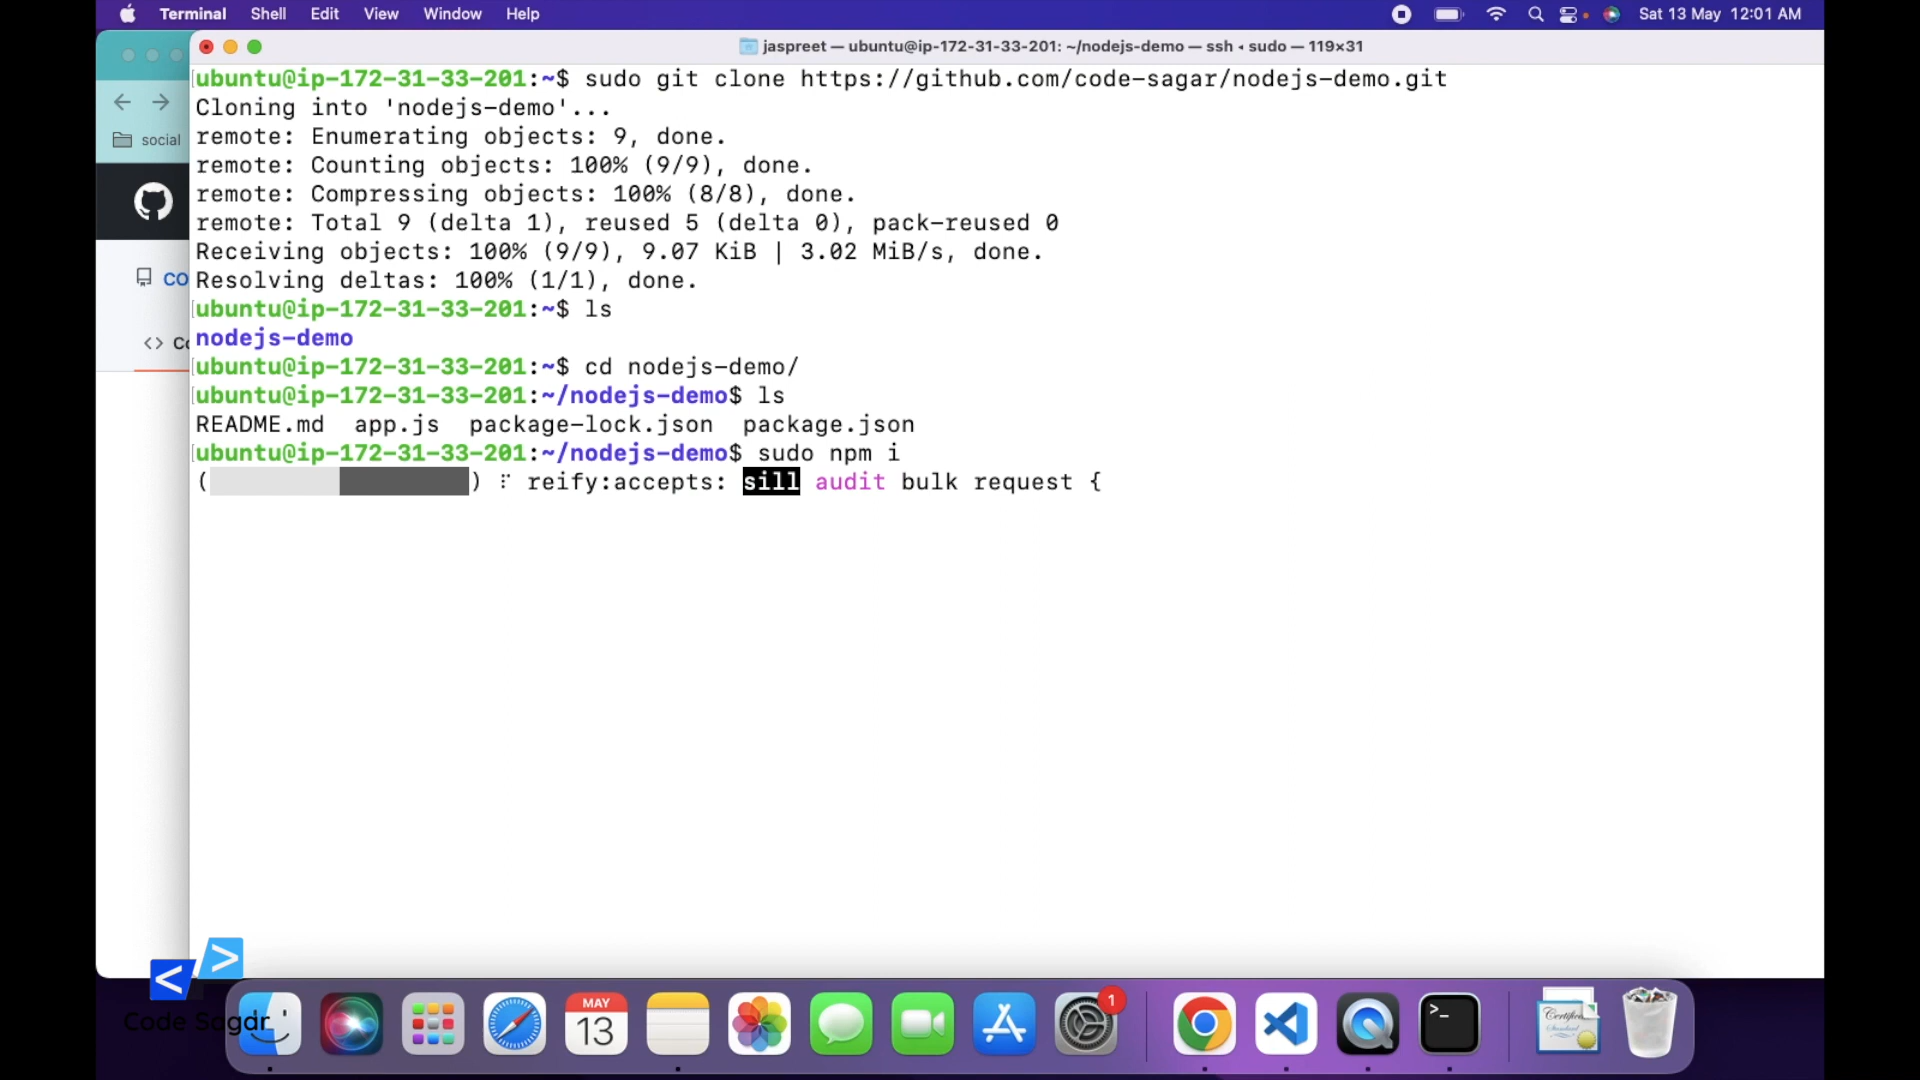 Terminal Shell Edit View Window Help Sat 13 May 12:01 AM
jaspreet — ubuntu@ip-172-31-33-201: ~/nodejs-demo — ssh ◂ sudo — 119×31
ubuntu@ip-172-31-33-201:~$ sudo git clone https://github.com/code-sagar/nodejs-demo.git
Cloning into 'nodejs-demo'...
remote: Enumerating objects: 9, done.
remote: Counting objects: 100% (9/9), done.
remote: Compressing objects: 100% (8/8), done.
remote: Total 9 (delta 1), reused 5 (delta 0), pack-reused 0
Receiving objects: 100% (9/9), 9.07 KiB | 3.02 MiB/s, done.
Resolving deltas: 100% (1/1), done.
ubuntu@ip-172-31-33-201:~$ ls
nodejs-demo
ubuntu@ip-172-31-33-201:~$ cd nodejs-demo/
ubuntu@ip-172-31-33-201:~/nodejs-demo$ ls
README.md app.js package-lock.json package.json
ubuntu@ip-172-31-33-201:~/nodejs-demo$ sudo npm i
( ) ⠏ reify:accepts: sill audit bulk request {
social
co
<> Co
< >
Code Sagar
MAY
13
1
>_
Certificate
Standard